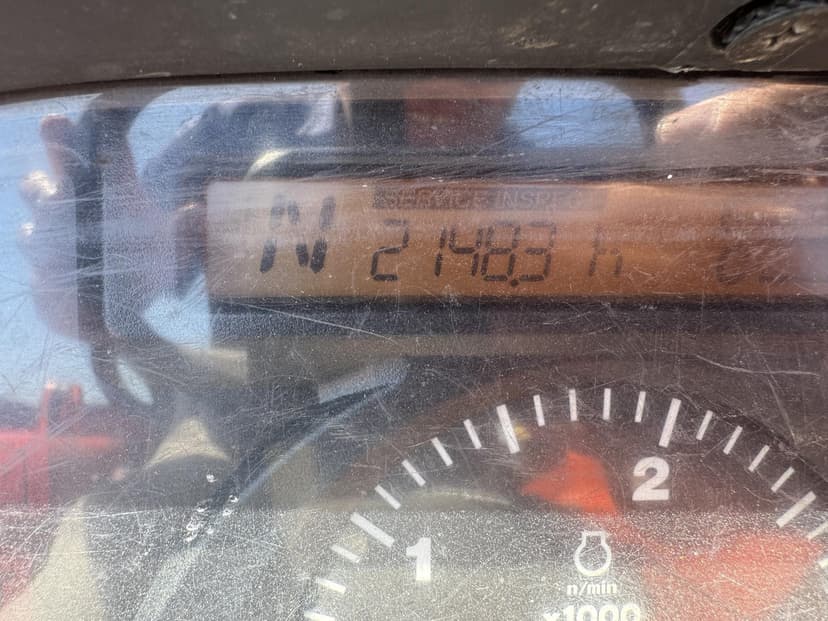 SERVICE INSPEC
N 2148.3 h
2
1
n/min
x1000